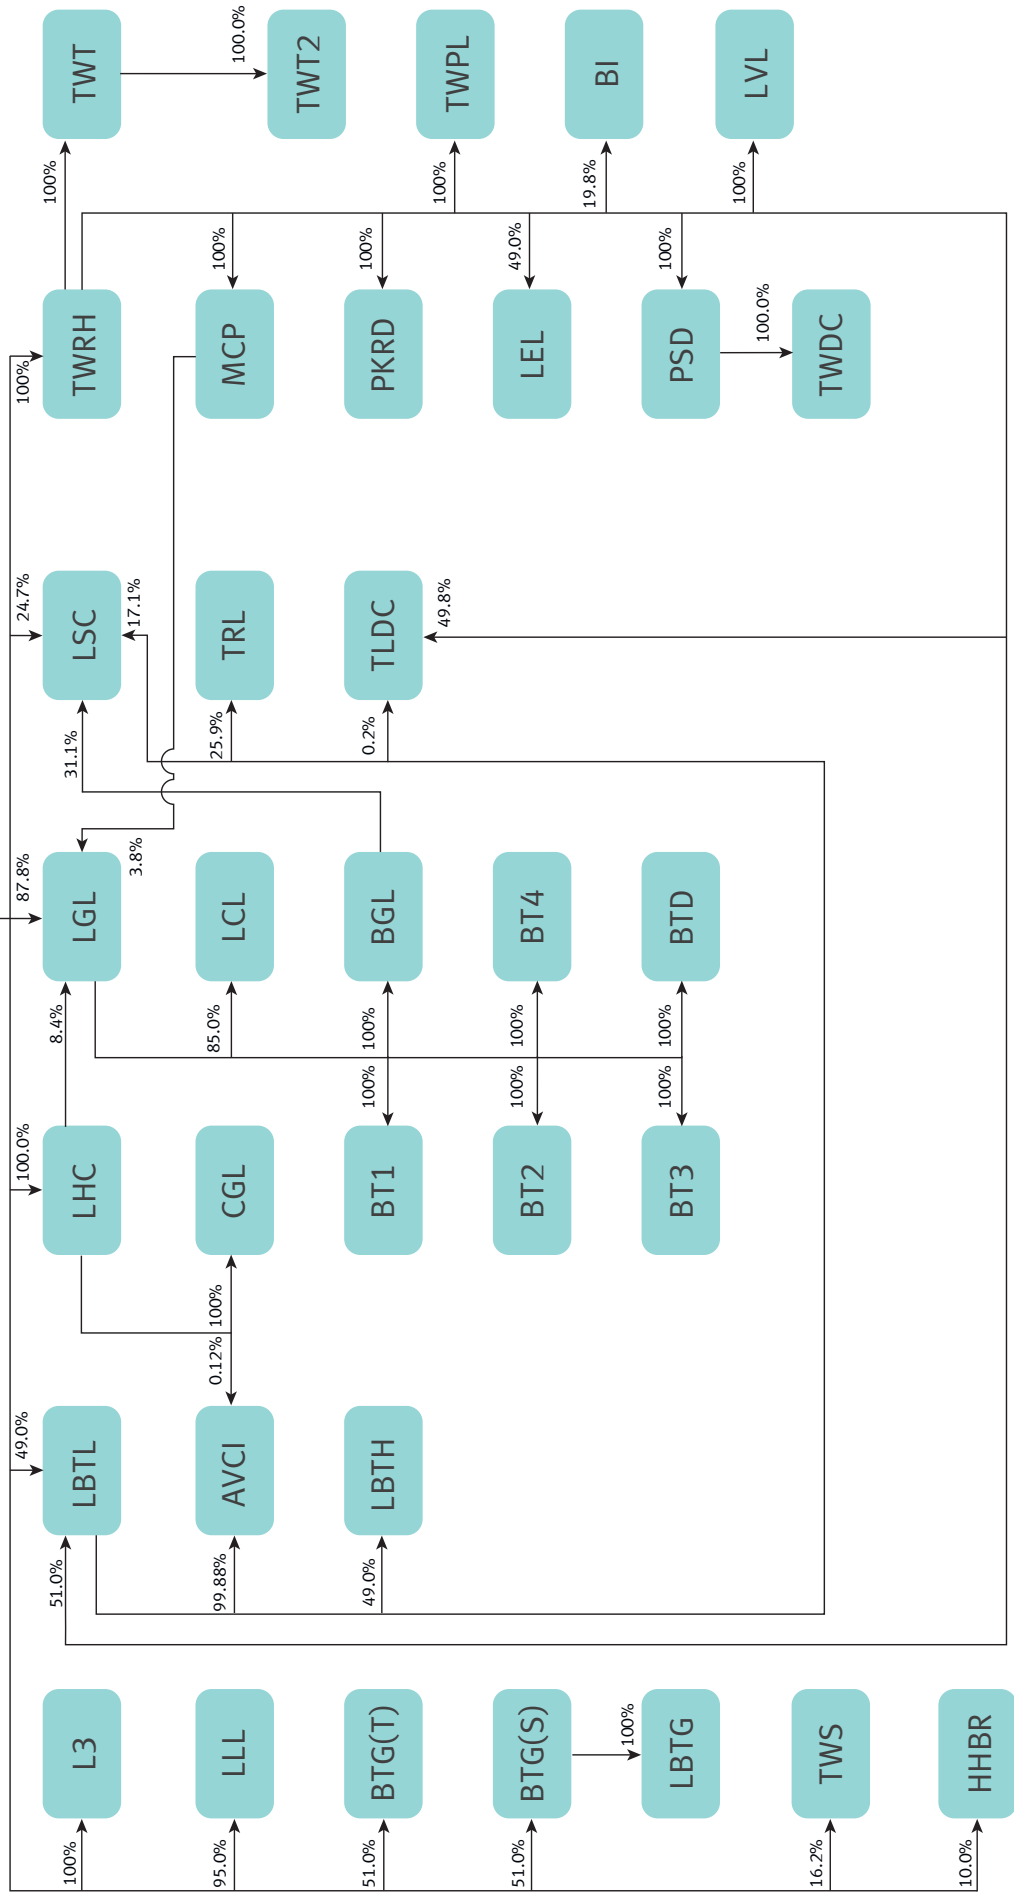 100%
L3
95.0%
LLL
51.0%
BTG(T)
51.0%
BTG(S)
100%
LBTG
16.2%
TWS
10.0%
HHBR
49.0%
51.0%
LBTL
99.88%
AVCI
0.12%
49.0%
LBTH
100.0%
LHC
100%
CGL
100%
BT1
100%
BT2
100%
BT3
87.8%
8.4%
LGL
3.8%
85.0%
LCL
100%
BGL
100%
BT4
100%
BTD
24.7%
31.1%
LSC
17.1%
25.9%
TRL
0.2%
TLDC
49.8%
100%
TWRH
100%
MCP
100%
PKRD
49.0%
LEL
100%
PSD
100.0%
TWDC
100%
TWT
100.0%
TWT2
100%
TWPL
19.8%
BI
100%
LVL